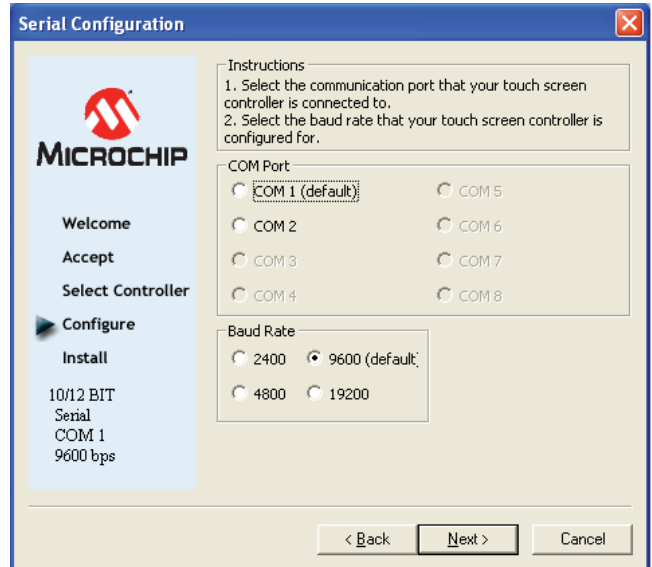 Serial Configuration
MICROCHIP
Welcome
Accept
Select Controller
Configure
Install
10/12 BIT
Serial
COM 1
9600 bps
Instructions
1. Select the communication port that your touch screen
controller is connected to.
2. Select the baud rate that your touch screen controller is
configured for.
COM Port
COM 1 (default)
COM 5
COM 2
COM 6
COM 3
COM 7
COM 4
COM 8
Baud Rate
2400
9600 (default)
4800
19200
< Back
Next >
Cancel